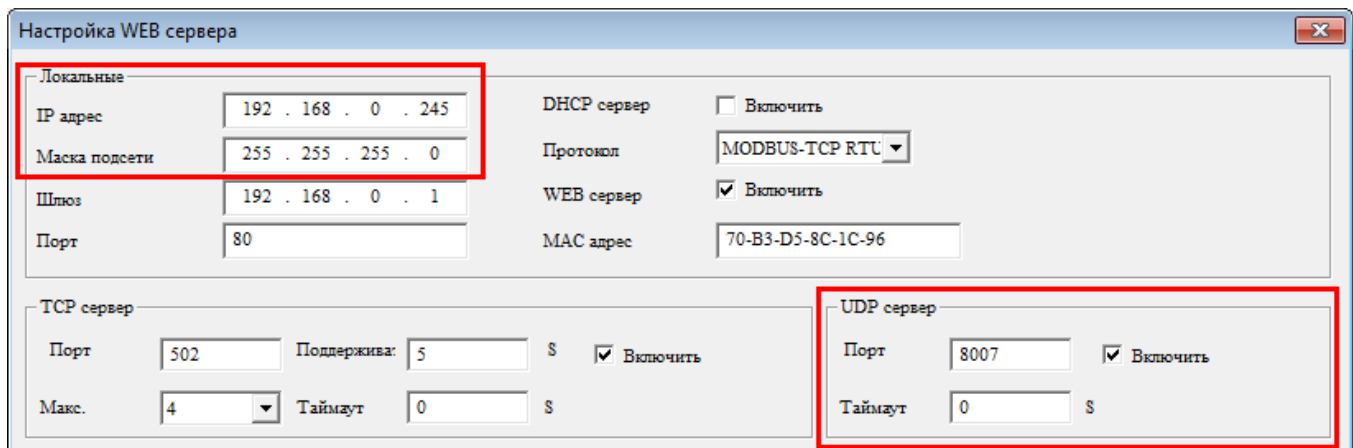 Настройка WEB сервера
Локальные
IP адрес 192 . 168 . 0 . 245 DHCP сервер Включить
Маска подсети 255 . 255 . 255 . 0 Протокол MODBUS-TCP RTU
Шлюз 192 . 168 . 0 . 1 WEB сервер Включить
Порт 80 MAC адрес 70-B3-D5-8C-1C-96
TCP сервер UDP сервер
Порт 502 Поддержива: 5 S Включить Порт 8007 Включить
Макс. 4 Таймаут 0 S Таймаут 0 S